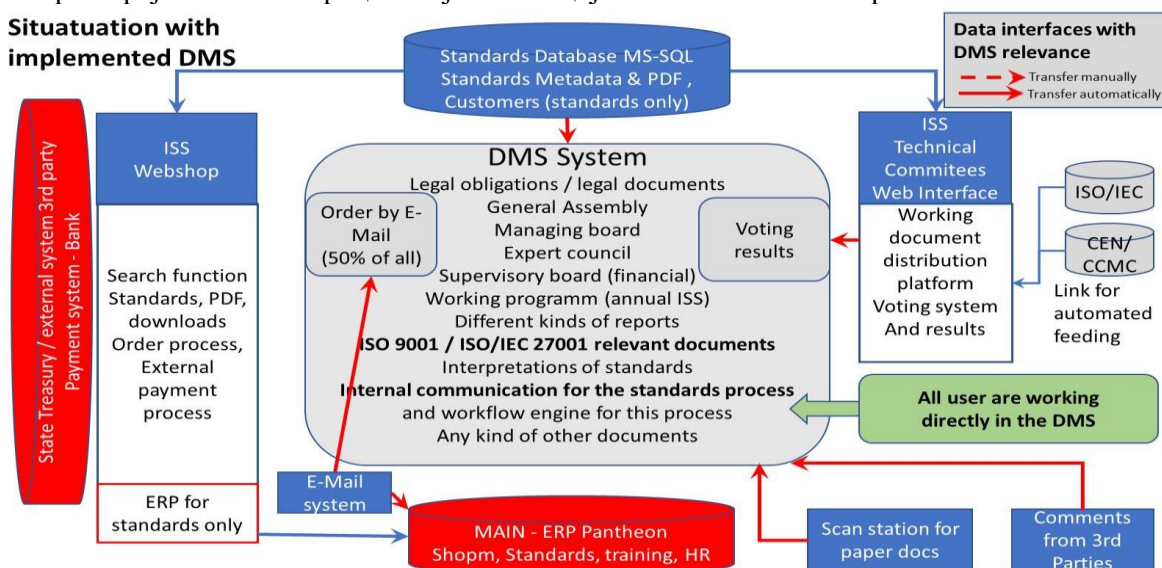 Situatuation with
implemented DMS
Standards Database MS-SQL
Standards Metadata & PDF ,
Customers (standards only)
Data interfaces with
DMS relevance
Transfer manually
Transfer automatically
State Treasury / external system 3rd party
Payment system - Bank
ISS
Webshop
Search function
Standards, PDF,
downloads
Order process,
External
payment
process
ERP for
standards only
DMS System
Legal obligations / legal documents
General Assembly
Managing board
Expert council
Supervisory board (financial)
Working programm (annual ISS)
Different kinds of reports
ISO 9001 / ISO/IEC 27001 relevant documents
Interpretations of standards
Internal communication for the standards process
and workflow engine for this process
Any kind of other documents
Order by E-
Mail
(50% of all)
Voting
results
ISS
Technical
Commitees
Web Interface
Working
document
distribution
platform
Voting system
And results
ISO/IEC
CEN/
CCMC
Link for
automated
feeding
All user are working
directly in the DMS
E-Mail
system
MAIN - ERP Pantheon
Shopm, Standards, training, HR
Scan station for
paper docs
Comments
from 3rd
Parties